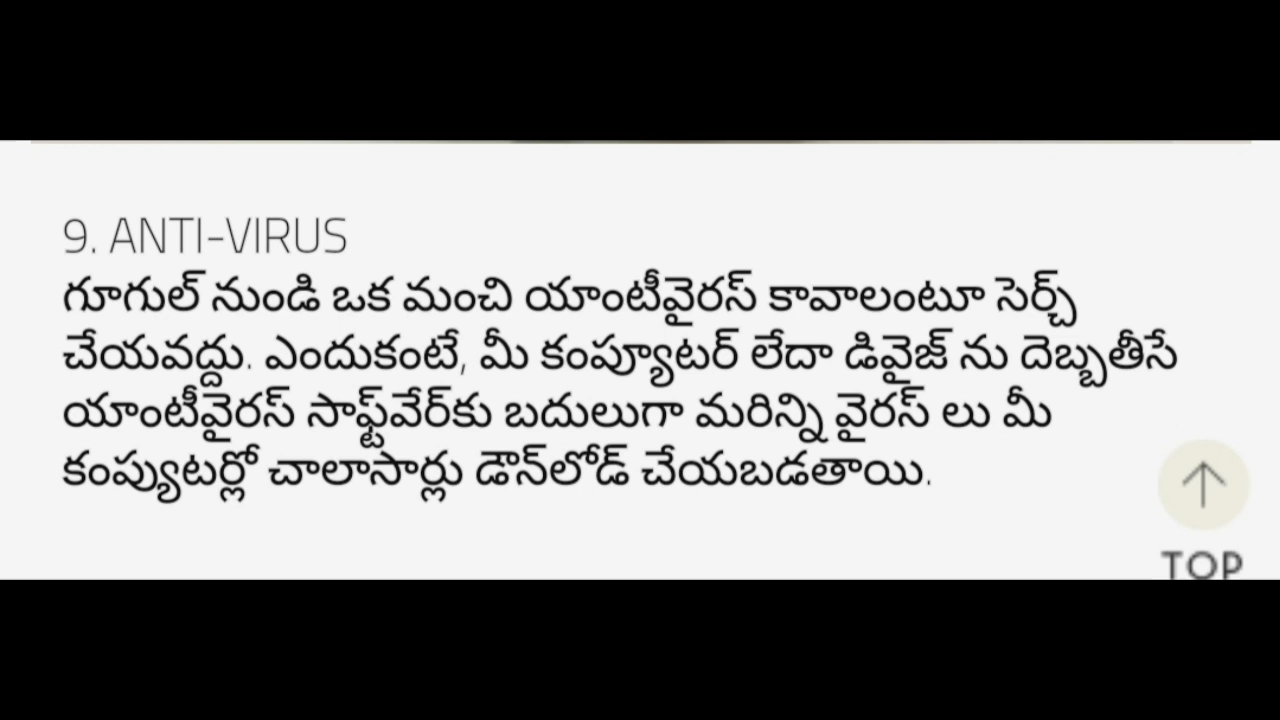 9. ANTI-VIRUS
గూగుల్ నుండి ఒక మంచి యాంటీవైరస్ కావాలంటూ సెర్చ్
చేయవద్దు. ఎందుకంటే, మీ కంప్యూటర్ లేదా డివైజ్ ను దెబ్బతీసే
యాంటీవైరస్ సాఫ్ట్‌వేర్‌కు బదులుగా మరిన్ని వైరస్ లు మీ
కంప్యుటర్లో చాలాసార్లు డౌన్‌లోడ్ చేయబడతాయి.
TOP